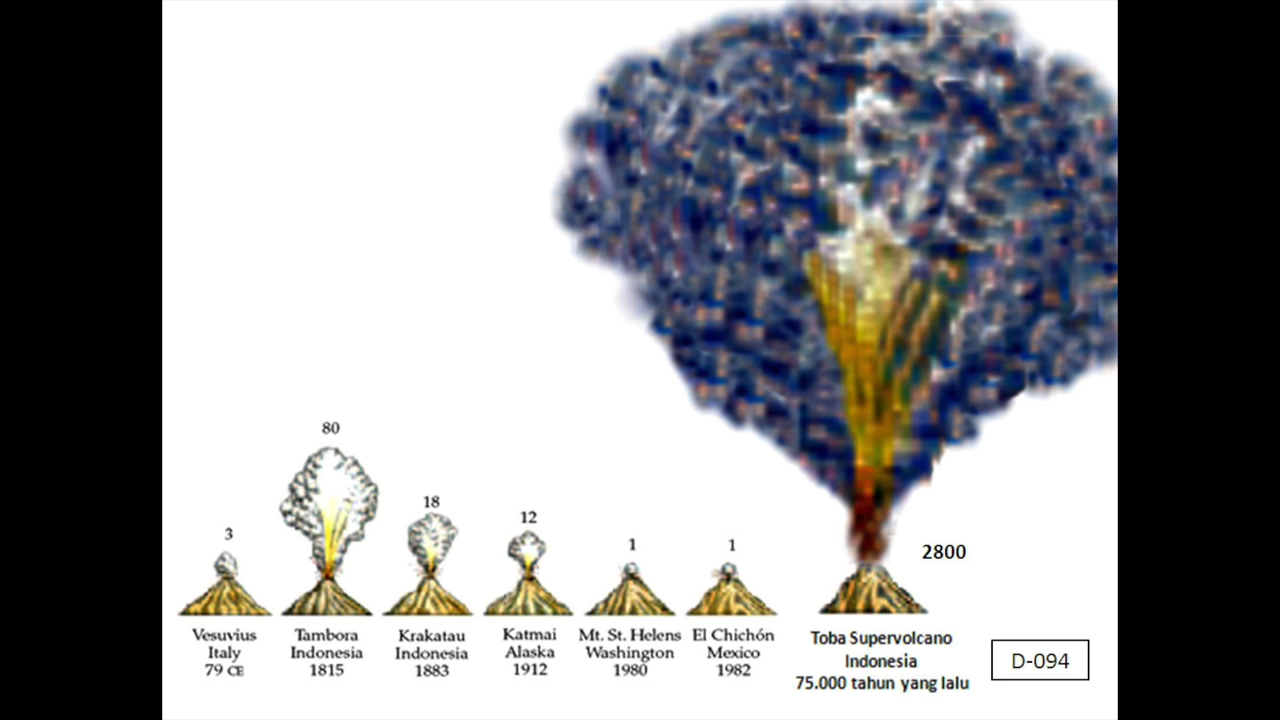 80
18
12
3
1
1
2800
Vesuvius
Italy
79 CE
Tambora
Indonesia
1815
Krakatau
Indonesia
1883
Katmai
Alaska
1912
Mt. St. Helens
Washington
1980
El Chichón
Mexico
1982
Toba Supervolcano
Indonesia
75.000 tahun yang lalu
D-094